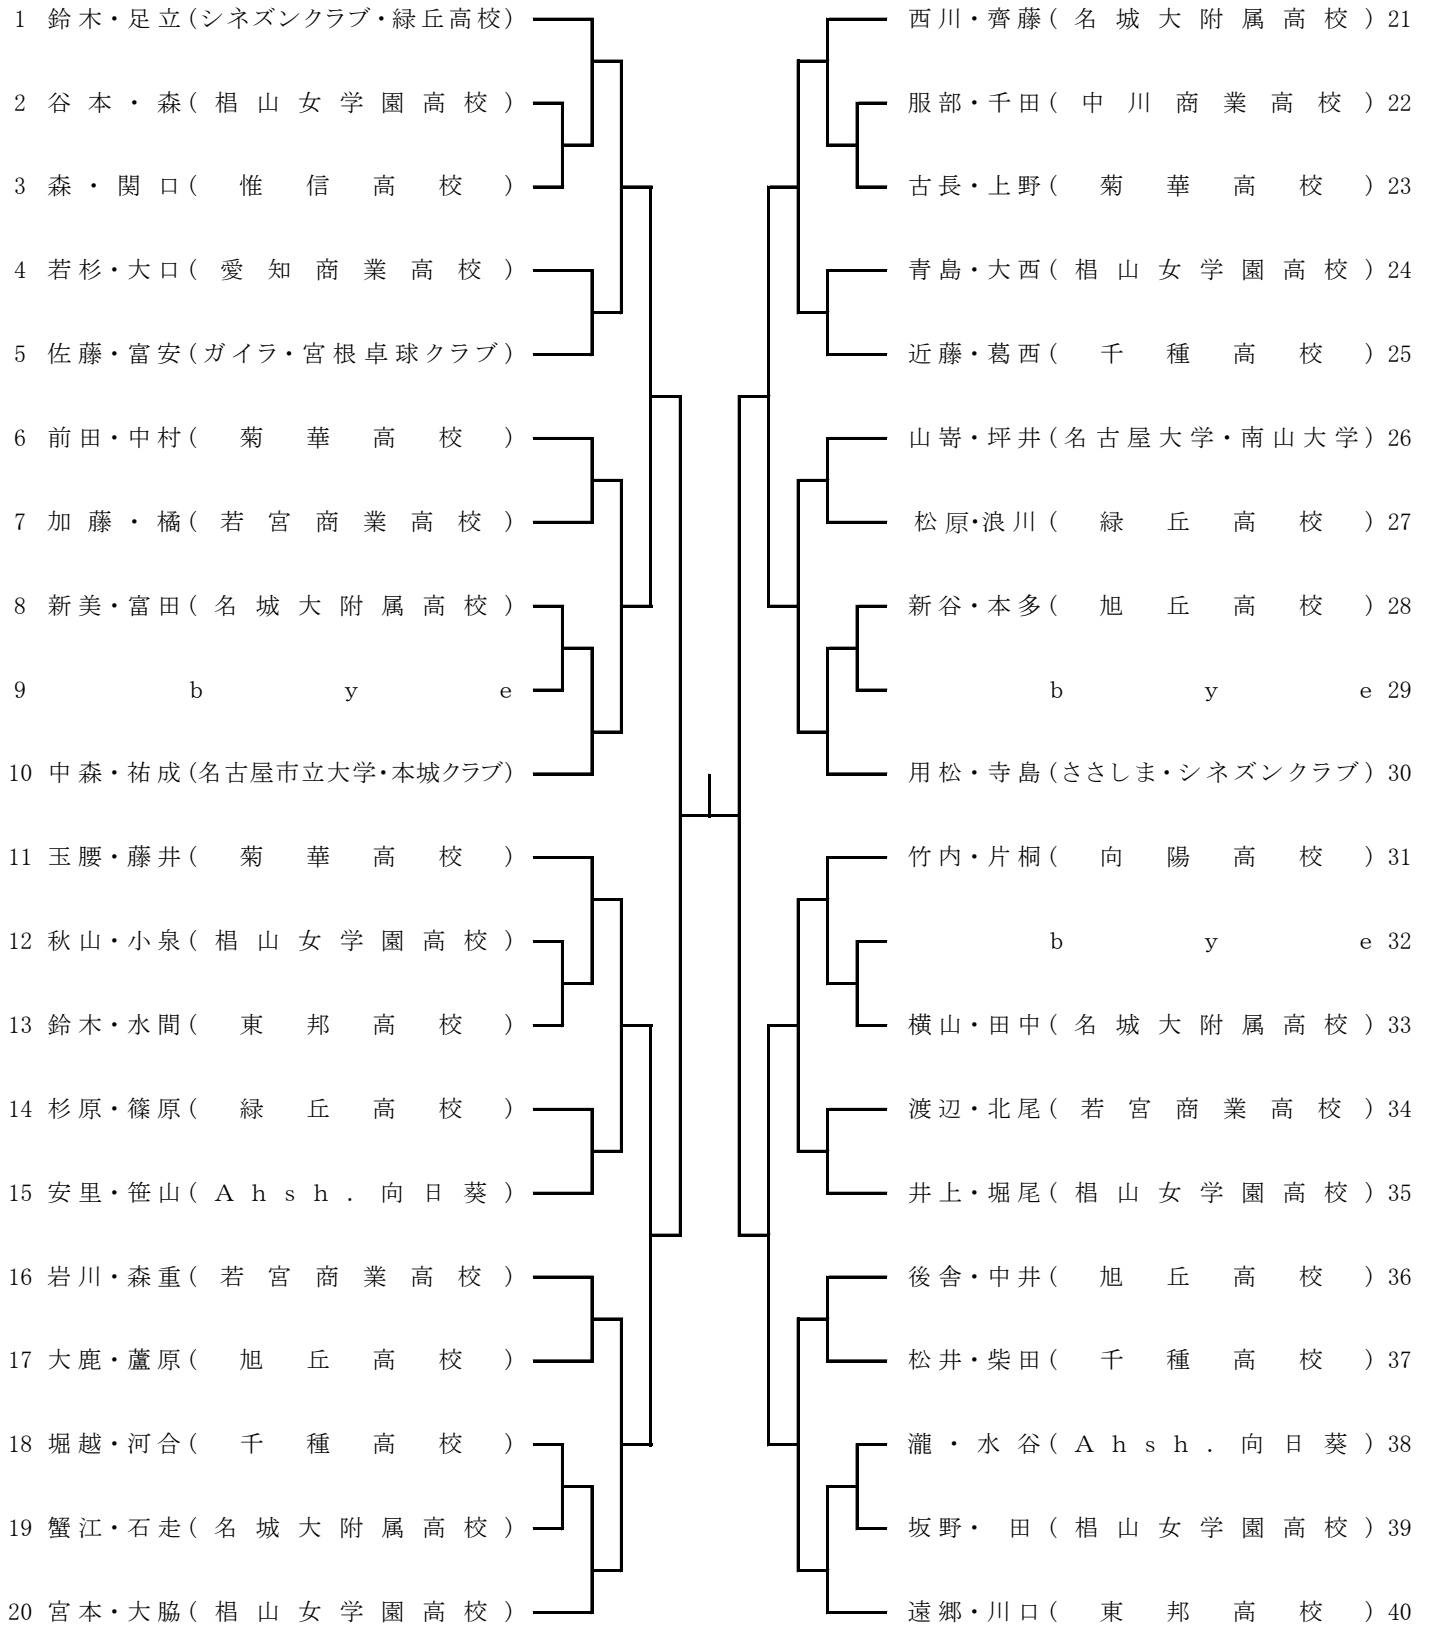 1 鈴木・足立(シネズンクラブ・緑丘高校)
2 谷本・森(椙山女学園高校)
3 森・関口(惟信高校)
4 若杉・大口(愛知商業高校)
5 佐藤・富安(ガイラ・宮根卓球クラブ)
6 前田・中村(菊華高校)
7 加藤・橘(若宮商業高校)
8 新美・富田(名城大附属高校)
9 bye
10 中森・祐成(名古屋市立大学・本城クラブ)
11 玉腰・藤井(菊華高校)
12 秋山・小泉(椙山女学園高校)
13 鈴木・水間(東邦高校)
14 杉原・篠原(緑丘高校)
15 安里・笹山(Ahsh.向日葵)
16 岩川・森重(若宮商業高校)
17 大鹿・蘆原(旭丘高校)
18 堀越・河合(千種高校)
19 蟹江・石走(名城大附属高校)
20 宮本・大脇(椙山女学園高校)
西川・齊藤(名城大附属高校) 21
服部・千田(中川商業高校) 22
古長・上野(菊華高校) 23
青島・大西(椙山女学園高校) 24
近藤・葛西(千種高校) 25
山嵜・坪井(名古屋大学・南山大学) 26
松原・浪川(緑丘高校) 27
新谷・本多(旭丘高校) 28
bye 29
用松・寺島(ささしま・シネズンクラブ) 30
竹内・片桐(向陽高校) 31
bye 32
横山・田中(名城大附属高校) 33
渡辺・北尾(若宮商業高校) 34
井上・堀尾(椙山女学園高校) 35
後舎・中井(旭丘高校) 36
松井・柴田(千種高校) 37
瀧・水谷(Ahsh.向日葵) 38
坂野・ 田(椙山女学園高校) 39
遠郷・川口(東邦高校) 40